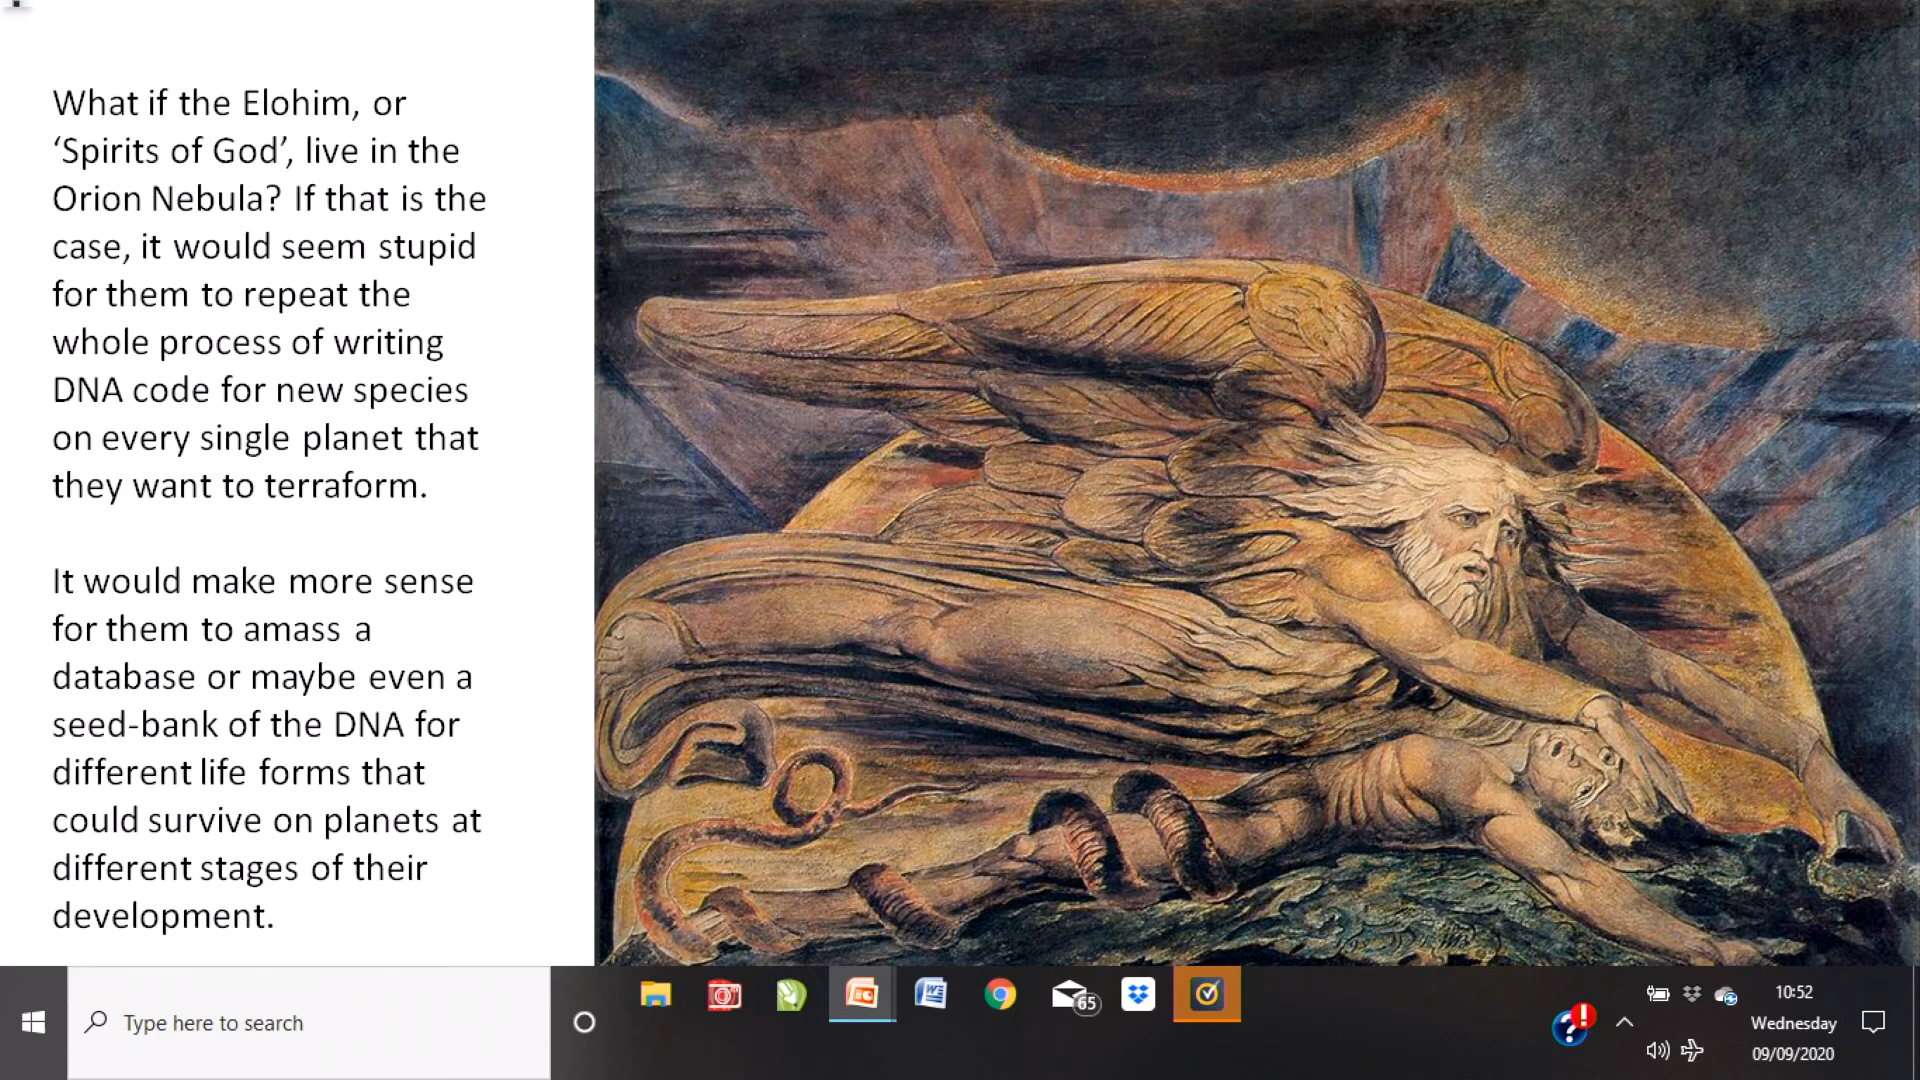 What if the Elohim, or
‘Spirits of God’, live in the
Orion Nebula? If that is the
case, it would seem stupid
for them to repeat the
whole process of writing
DNA code for new species
on every single planet that
they want to terraform.
It would make more sense
for them to amass a
database or maybe even a
seed-bank of the DNA for
different life forms that
could survive on planets at
different stages of their
development.
Type here to search
65
10:52
Wednesday
09/09/2020